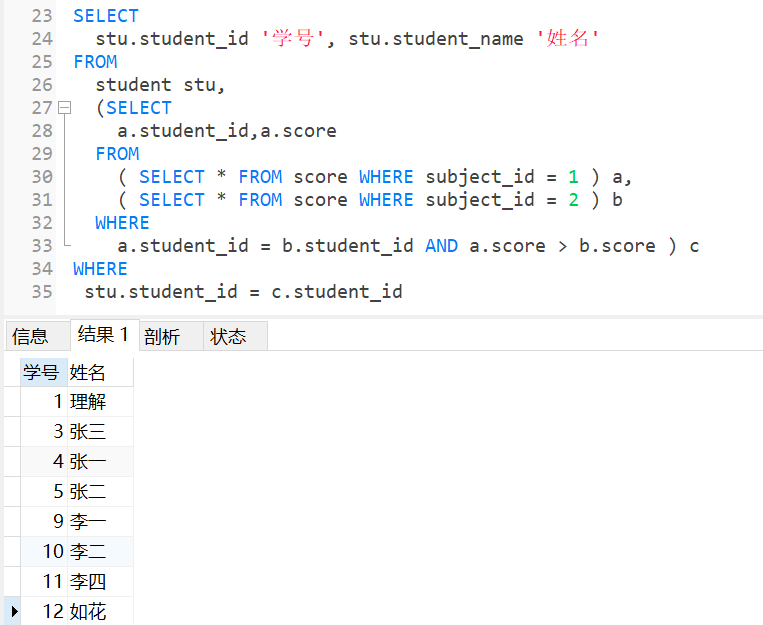 23 SELECT
24 stu.student_id '学号', stu.student_name '姓名'
25 FROM
26 student stu,
27 (SELECT
28 a.student_id,a.score
29 FROM
30 ( SELECT * FROM score WHERE subject_id = 1 ) a,
31 ( SELECT * FROM score WHERE subject_id = 2 ) b
32 WHERE
33 a.student_id = b.student_id AND a.score > b.score ) c
34 WHERE
35 stu.student_id = c.student_id
信息 结果 1 剖析 状态
学号 姓名
1 理解
3 张三
4 张一
5 张二
9 李一
10 李二
11 李四
12 如花